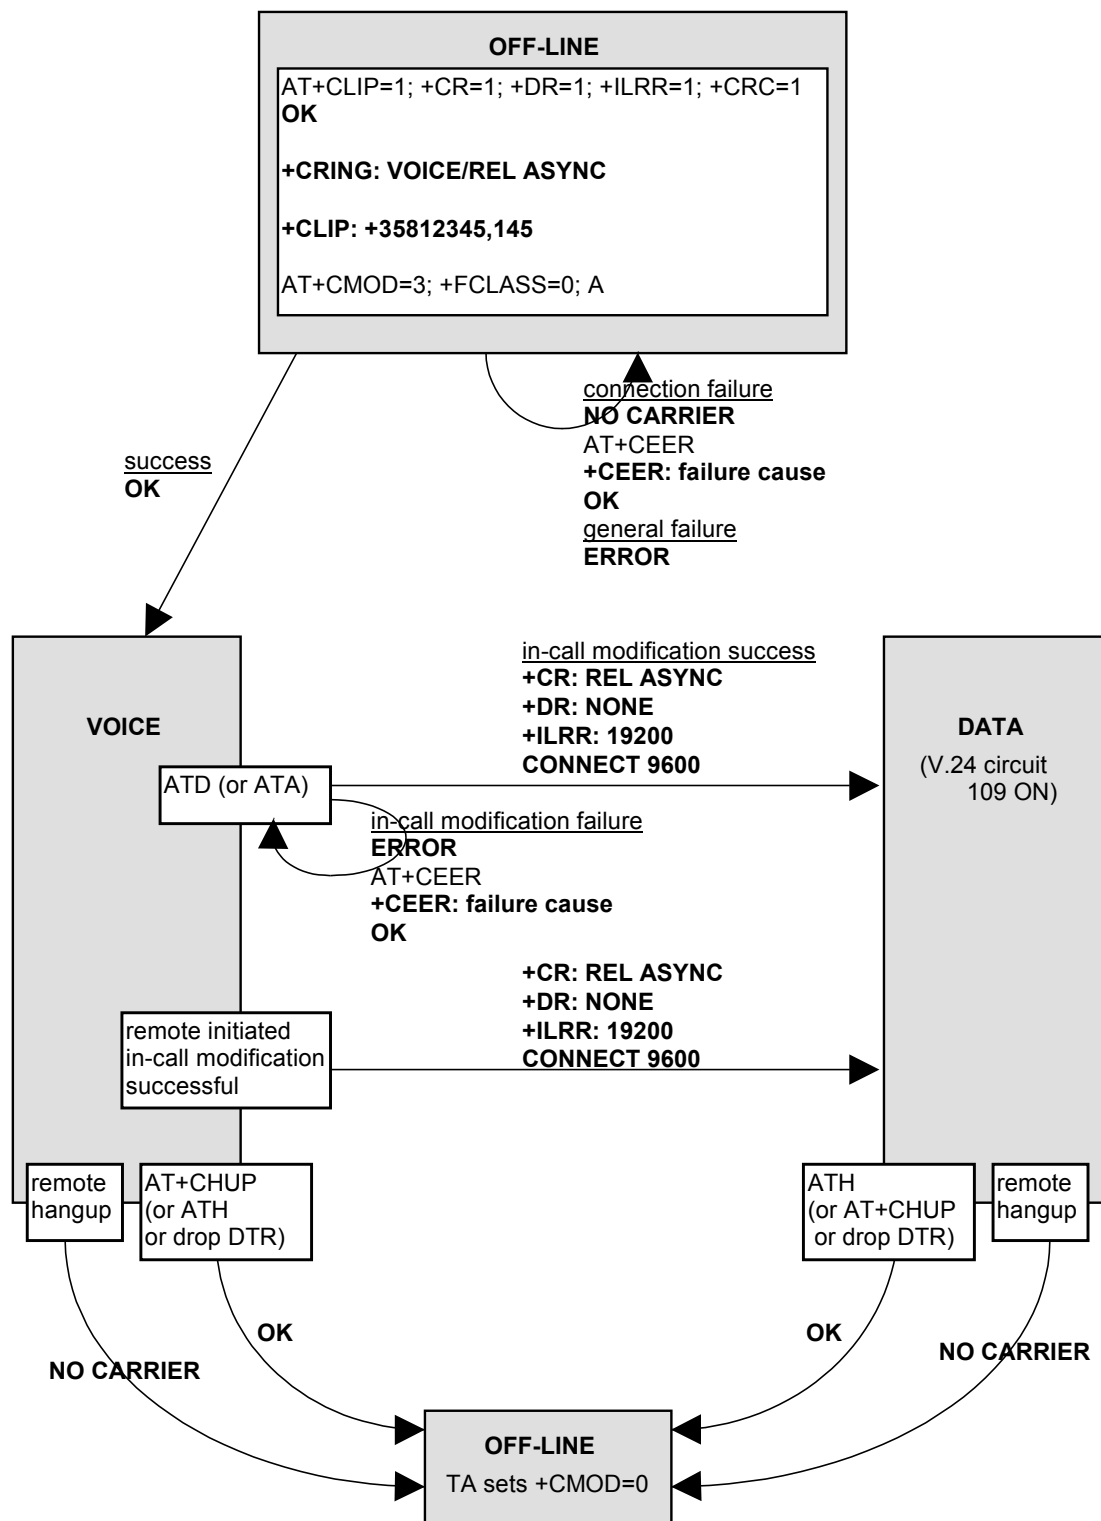 OFF-LINE
AT+CLIP=1; +CR=1; +DR=1; +ILRR=1; +CRC=1
OK
+CRING: VOICE/REL ASYNC
+CLIP: +35812345,145
AT+CMOD=3; +FCLASS=0; A
connection failure
NO CARRIER
AT+CEER
+CEER: failure cause
OK
general failure
ERROR
success
OK
VOICE
ATD (or ATA)
in-call modification success
+CR: REL ASYNC
+DR: NONE
+ILRR: 19200
CONNECT 9600
DATA
(V.24 circuit
109 ON)
in-call modification failure
ERROR
AT+CEER
+CEER: failure cause
OK
remote initiated
in-call modification
successful
+CR: REL ASYNC
+DR: NONE
+ILRR: 19200
CONNECT 9600
remote
hangup
AT+CHUP
(or ATH
or drop DTR)
ATH
(or AT+CHUP
or drop DTR)
remote
hangup
OK
NO CARRIER
OK
NO CARRIER
OFF-LINE
TA sets +CMOD=0